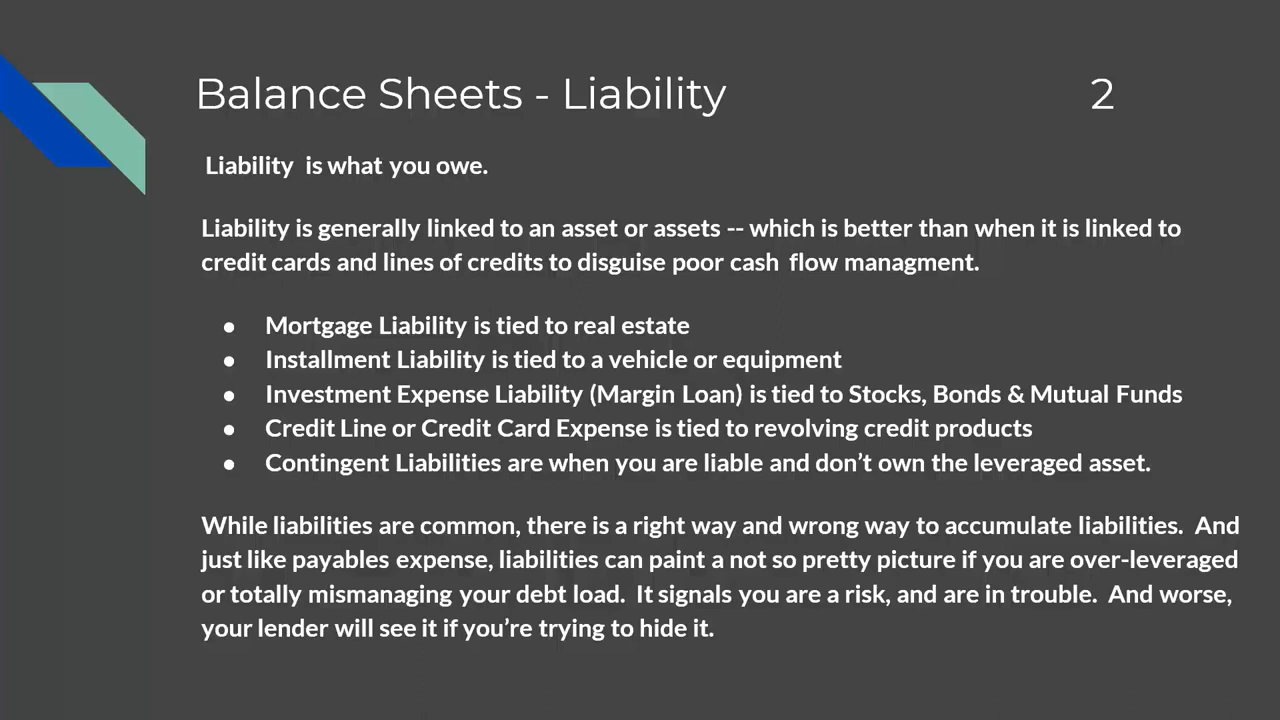 Balance Sheets - Liability 2
Liability is what you owe.
Liability is generally linked to an asset or assets -- which is better than when it is linked to
credit cards and lines of credits to disguise poor cash flow managment.
● Mortgage Liability is tied to real estate
● Installment Liability is tied to a vehicle or equipment
● Investment Expense Liability (Margin Loan) is tied to Stocks, Bonds & Mutual Funds
● Credit Line or Credit Card Expense is tied to revolving credit products
● Contingent Liabilities are when you are liable and don’t own the leveraged asset.
While liabilities are common, there is a right way and wrong way to accumulate liabilities. And
just like payables expense, liabilities can paint a not so pretty picture if you are over-leveraged
or totally mismanaging your debt load. It signals you are a risk, and are in trouble. And worse,
your lender will see it if you’re trying to hide it.